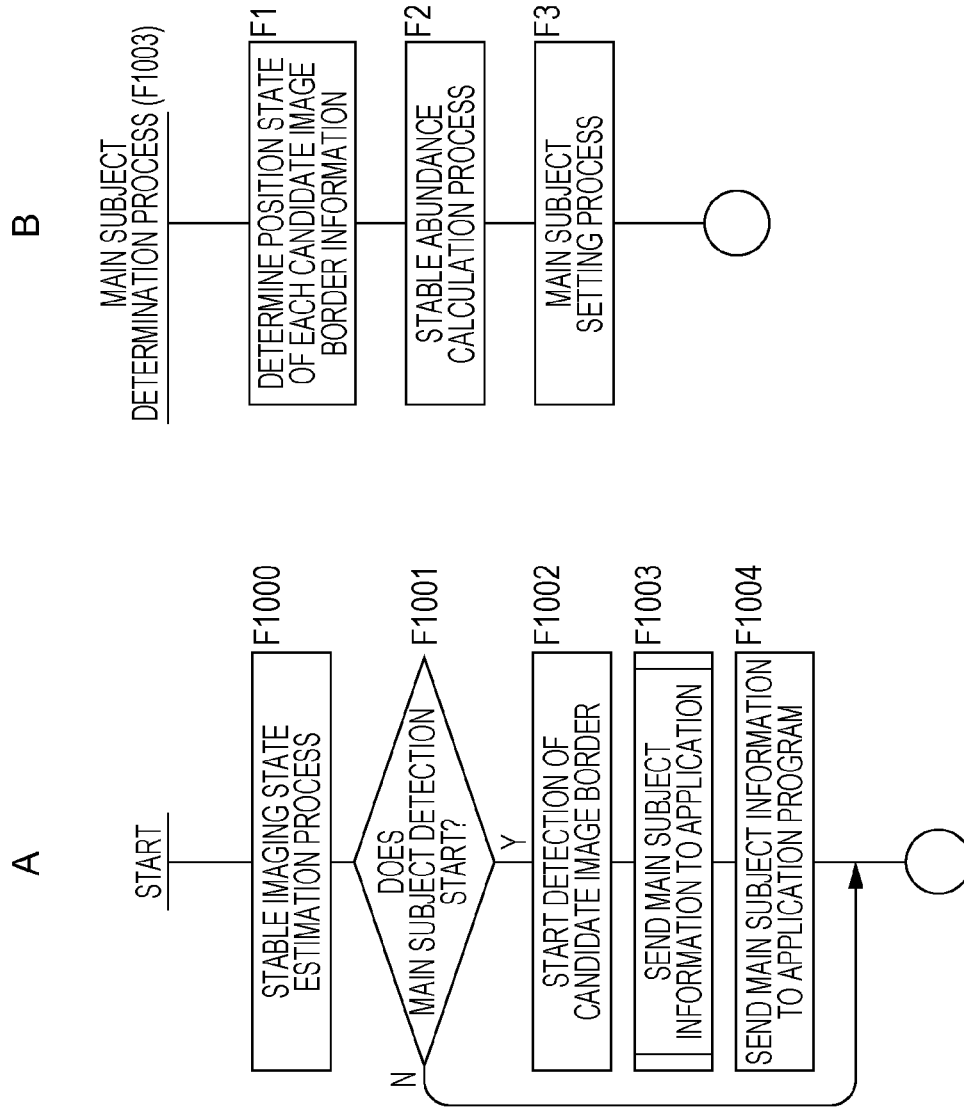 A
START
STABLE IMAGING STATE
ESTIMATION PROCESS
F1000
DOES
MAIN SUBJECT DETECTION
START?
F1001
N
Y
START DETECTION OF
CANDIDATE IMAGE BORDER
F1002
SEND MAIN SUBJECT
INFORMATION TO APPLICATION
F1003
SEND MAIN SUBJECT INFORMATION
TO APPLICATION PROGRAM
F1004
B
MAIN SUBJECT
DETERMINATION PROCESS (F1003)
DETERMINE POSITION STATE
OF EACH CANDIDATE IMAGE
BORDER INFORMATION
F1
STABLE ABUNDANCE
CALCULATION PROCESS
F2
MAIN SUBJECT
SETTING PROCESS
F3